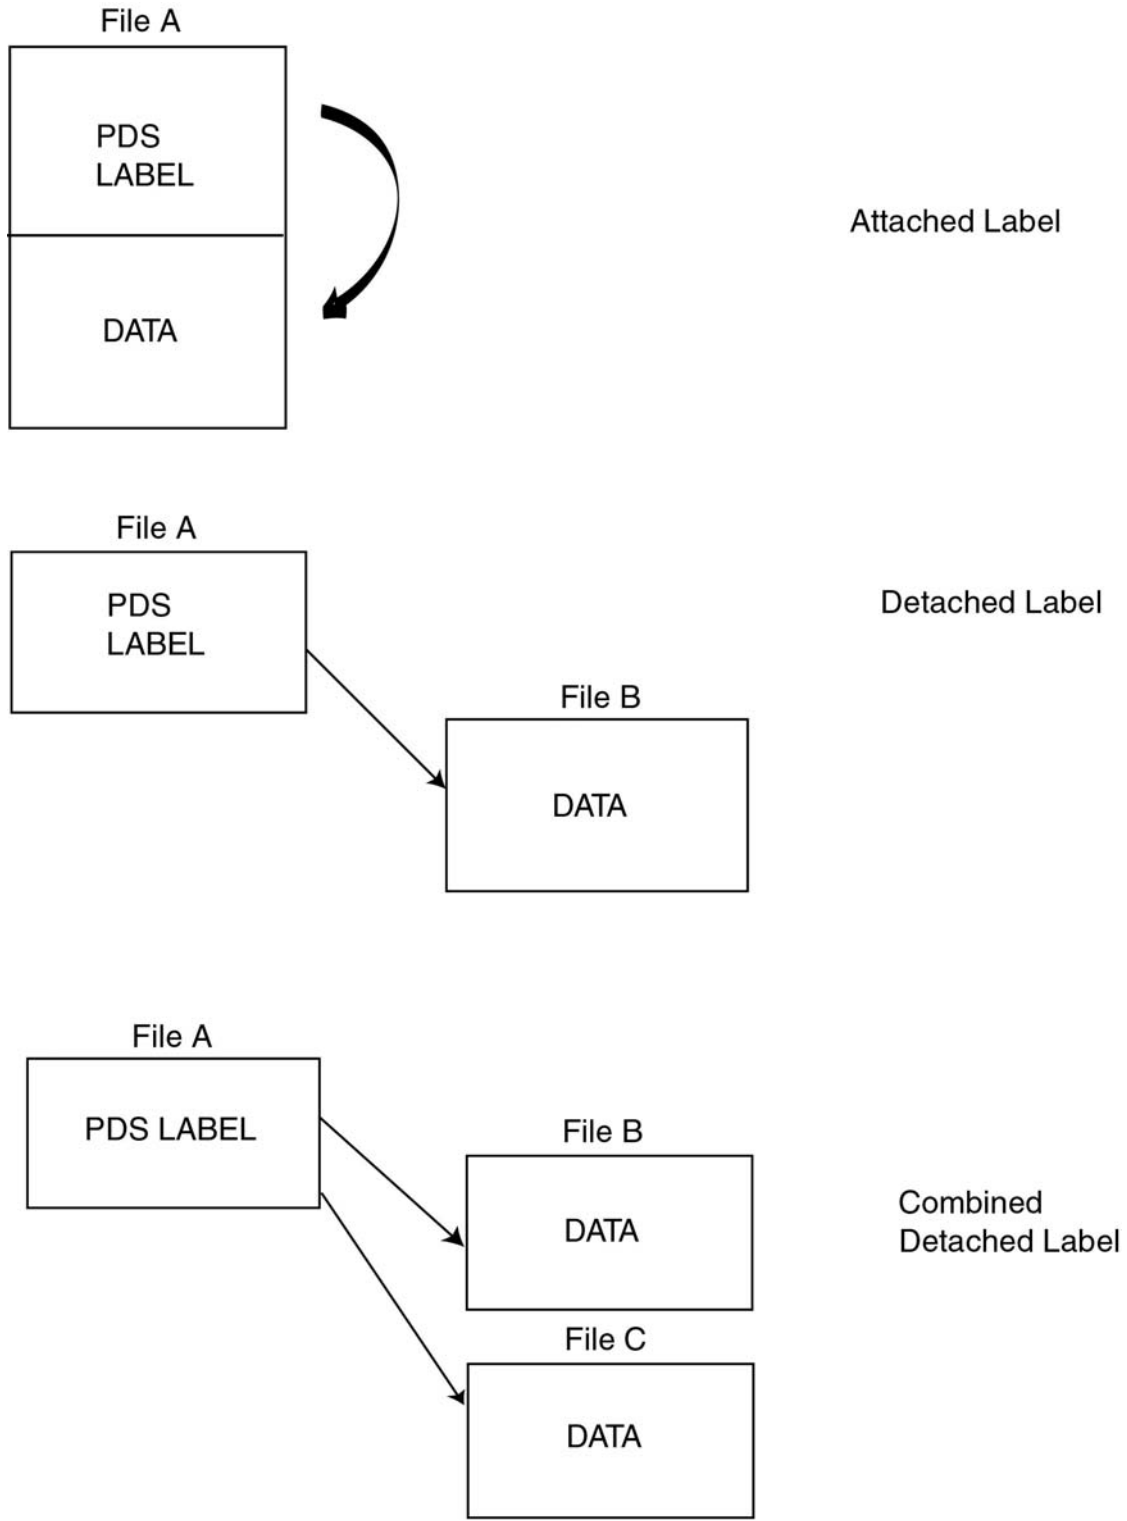 File A
PDS
LABEL
Attached Label
DATA
File A
PDS
LABEL
Detached Label
File B
DATA
File A
PDS LABEL
File B
DATA
Combined
Detached Label
File C
DATA